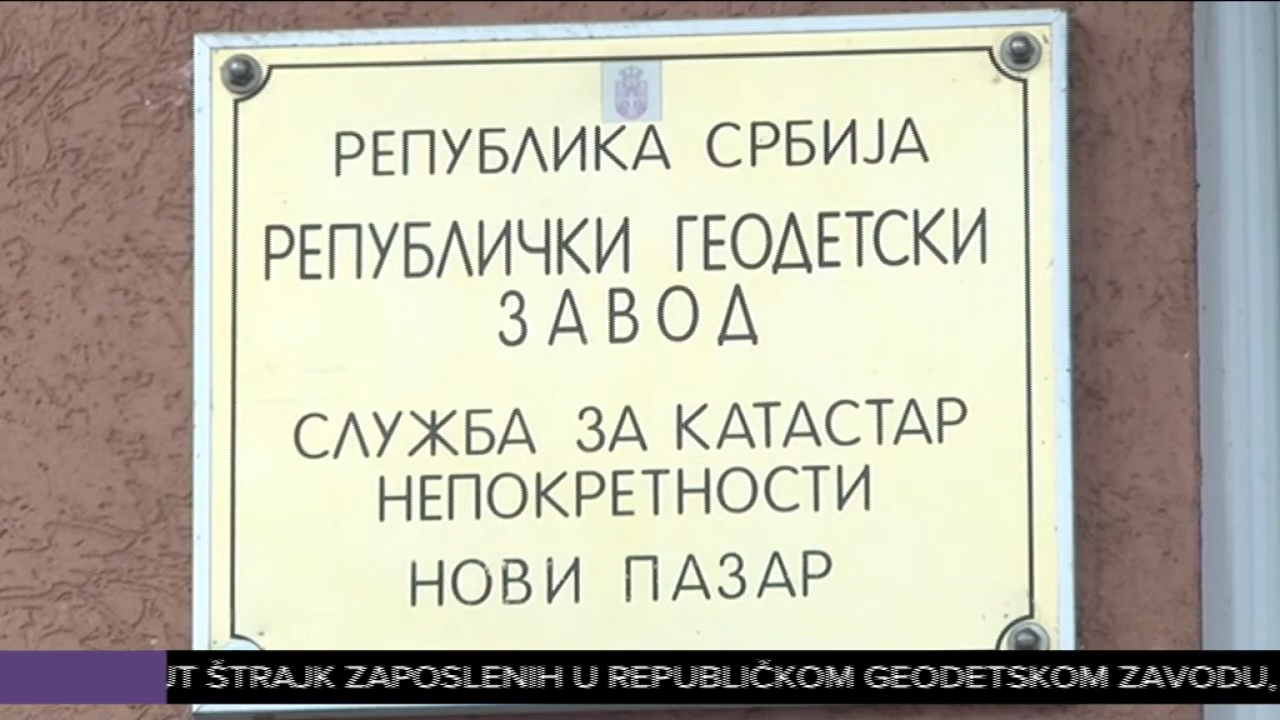 РЕПУБЛИКА СРБИЈА
РЕПУБЛИЧКИ ГЕОДЕТСКИ
ЗАВОД
СЛУЖБА ЗА КАТАСТАР
НЕПОКРЕТНОСТИ
НОВИ ПАЗАР
ŠTRAJK ZAPOSLENIH U REPUBLIČKOM GEODETSKOM ZAVODU,